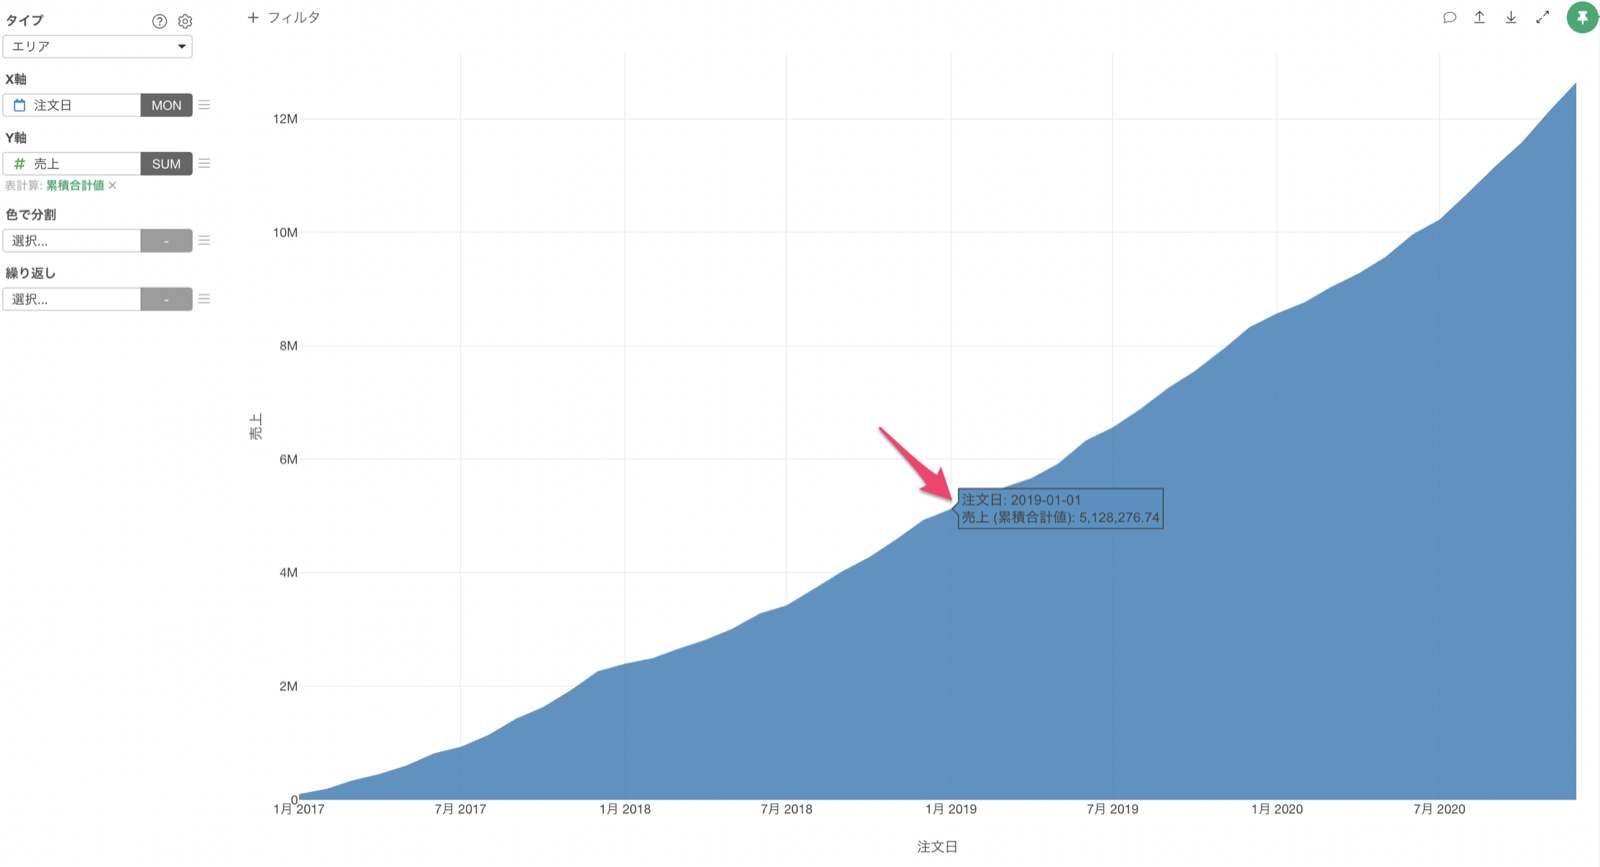 タイプ
エリア
X軸
注文日 MON
Y軸
# 売上 SUM
表計算: 累積合計値 ×
色で分割
選択... -
繰り返し
選択... -
+ フィルタ
売上
12M
10M
8M
6M
4M
2M
0
注文日: 2019-01-01
売上 (累積合計値): 5,128,276.74
1月 2017 7月 2017 1月 2018 7月 2018 1月 2019 7月 2019 1月 2020 7月 2020
注文日